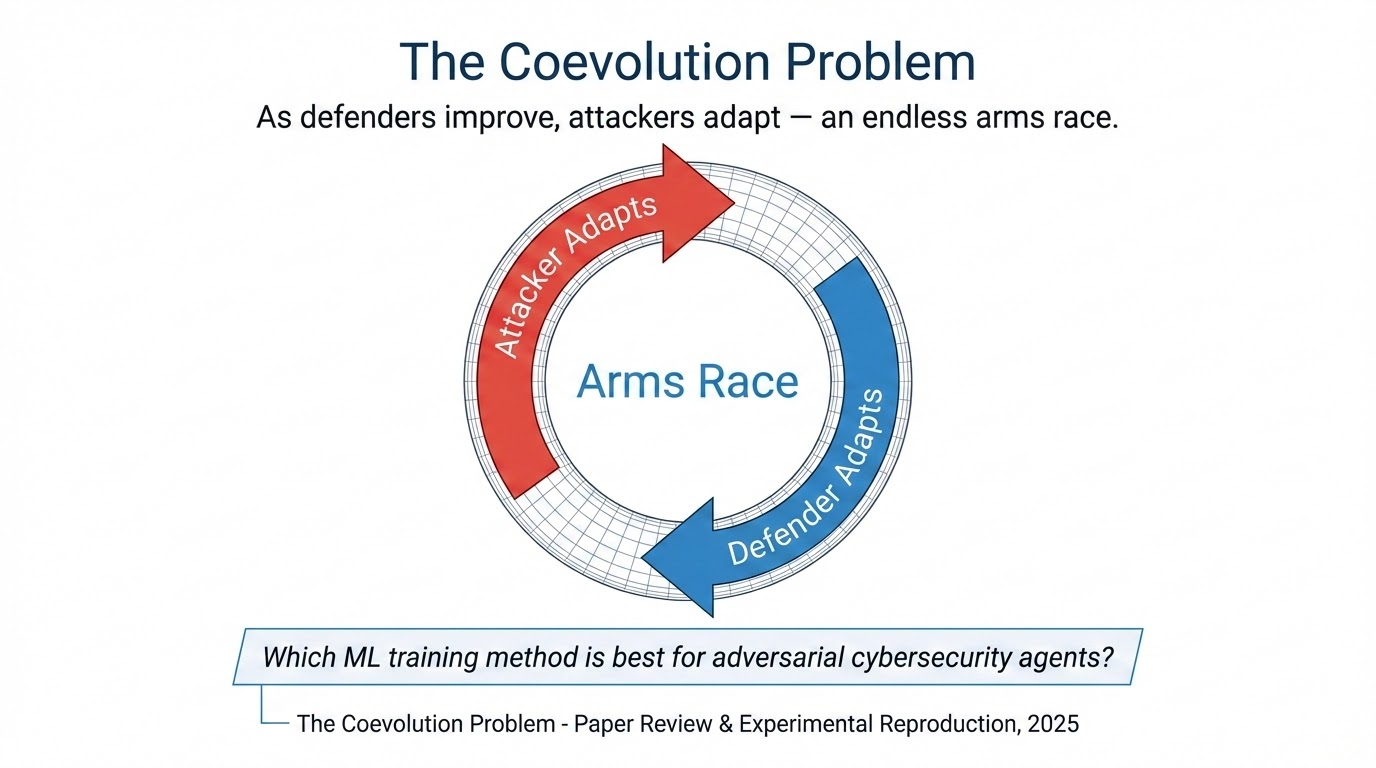 The Coevolution Problem
As defenders improve, attackers adapt — an endless arms race.
Attacker Adapts
Arms Race
Defender Adapts
Which ML training method is best for adversarial cybersecurity agents?
The Coevolution Problem - Paper Review & Experimental Reproduction, 2025